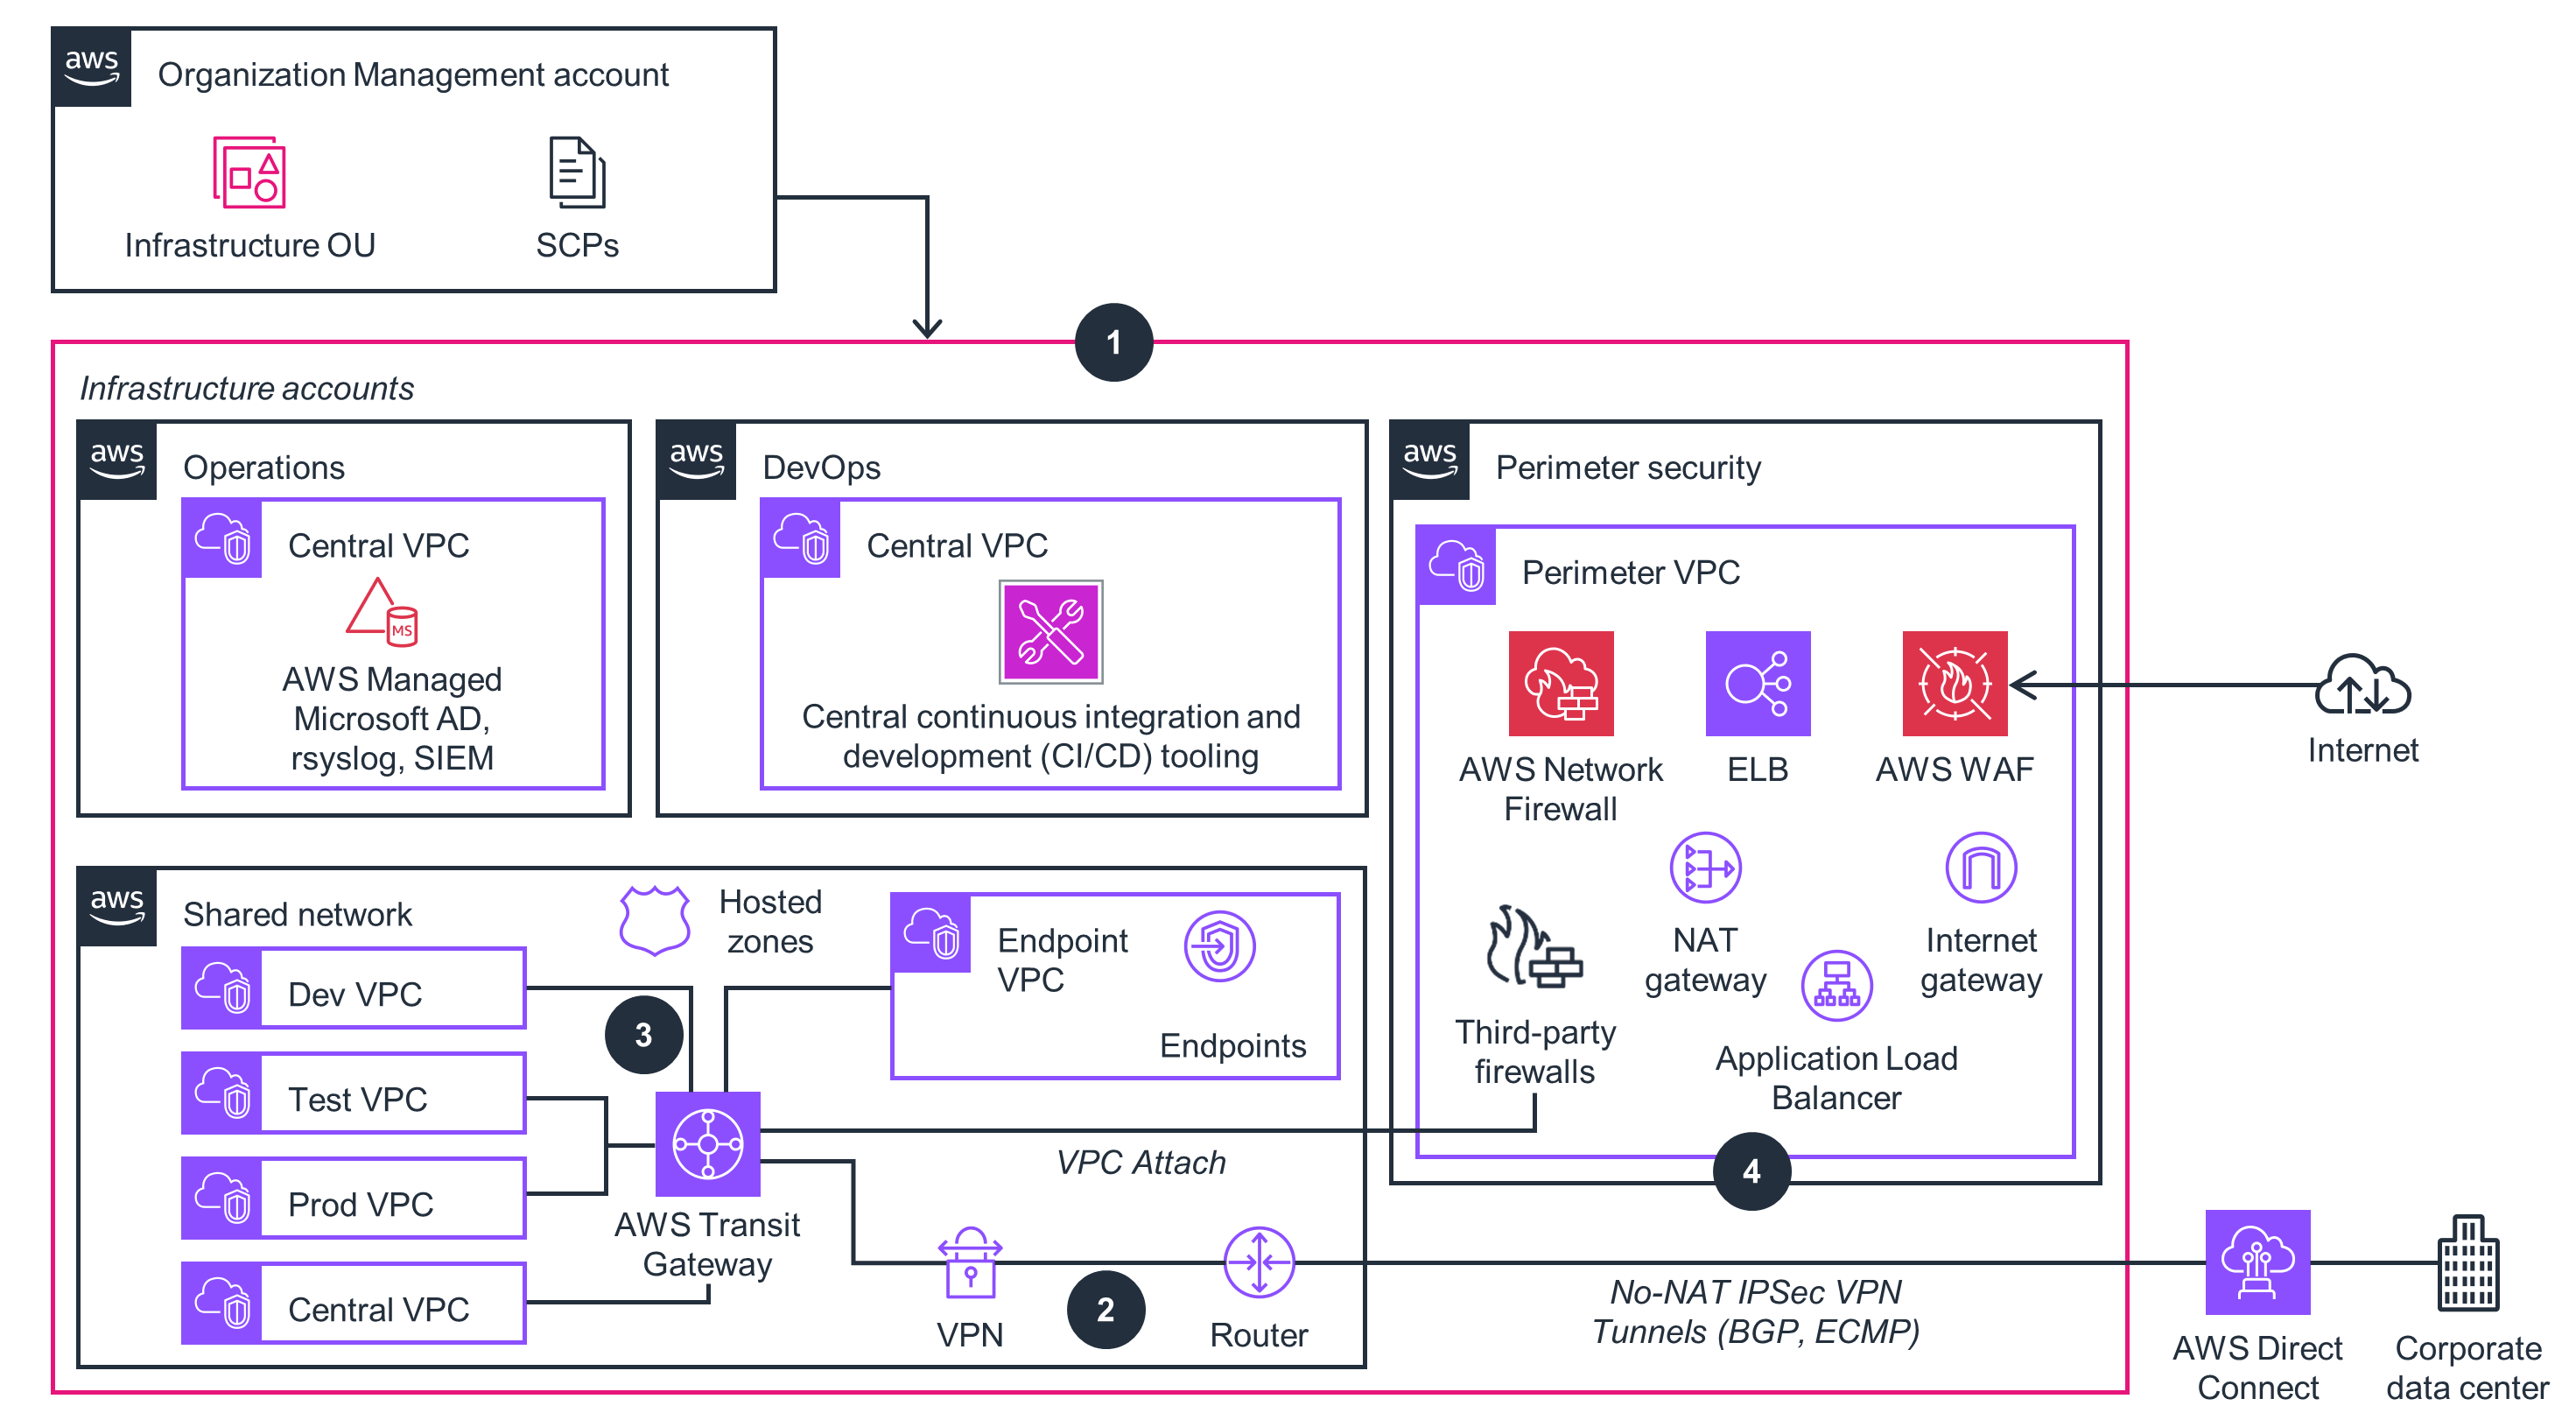 aws
Organization Management account
Infrastructure OU
SCPs
1
Infrastructure accounts
aws
Operations
Central VPC
MS
AWS Managed
Microsoft AD,
rsyslog, SIEM
aws
DevOps
Central VPC
Central continuous integration and
development (CI/CD) tooling
aws
Perimeter security
Perimeter VPC
AWS Network
Firewall
ELB
AWS WAF
NAT
gateway
Internet
gateway
Third-party
firewalls
Application Load
Balancer
4
Internet
aws
Shared network
Hosted
zones
Endpoint
VPC
Endpoints
Dev VPC
3
Test VPC
Prod VPC
Central VPC
AWS Transit
Gateway
VPC Attach
VPN
2
Router
No-NAT IPSec VPN
Tunnels (BGP, ECMP)
AWS Direct
Connect
Corporate
data center